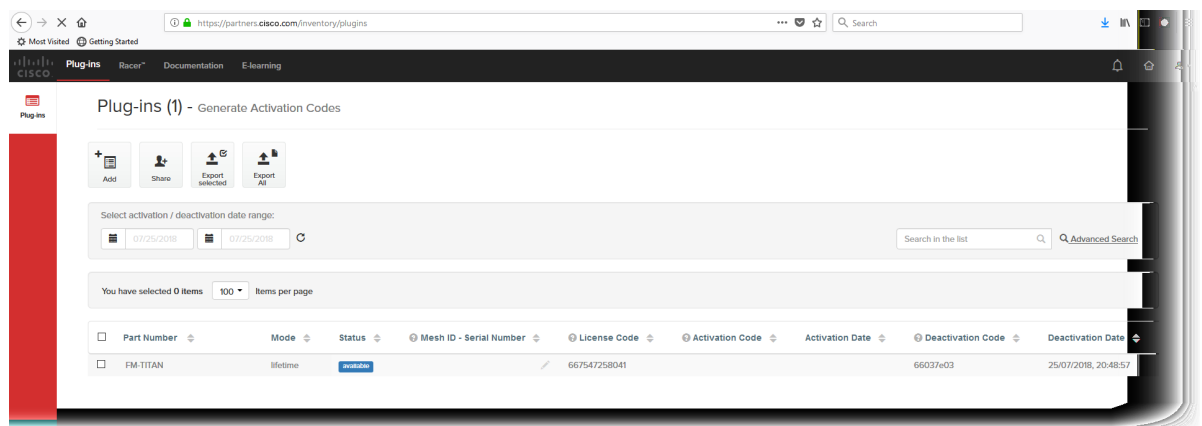 https://partners.cisco.com/inventory/plugins
Search
Most Visited Getting Started
CISCO Plug-ins Racer™ Documentation E-learning
Plug-ins
Plug-ins (1) - Generate Activation Codes
Add Share Export selected Export All
Select activation / deactivation date range:
07/25/2018 07/25/2018 Search in the list Advanced Search
You have selected 0 items 100 Items per page
Part Number Mode Status Mesh ID - Serial Number License Code Activation Code Activation Date Deactivation Code Deactivation Date
FM-TITAN lifetime available 667547258041 66037e03 25/07/2018, 20:48:57